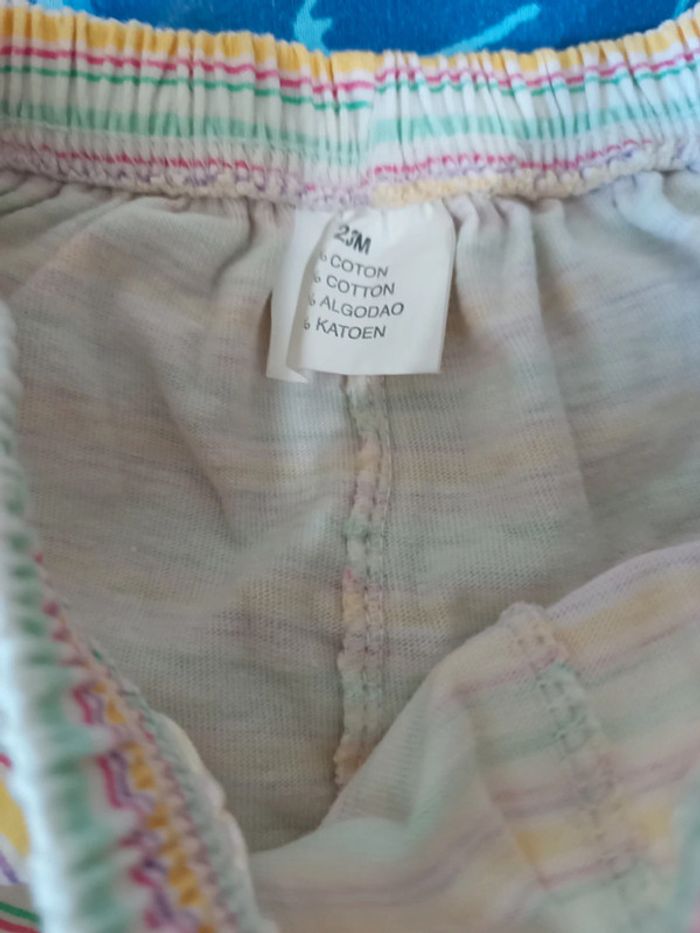 23M
% COTON
% COTTON
% ALGODAO
% KATOEN